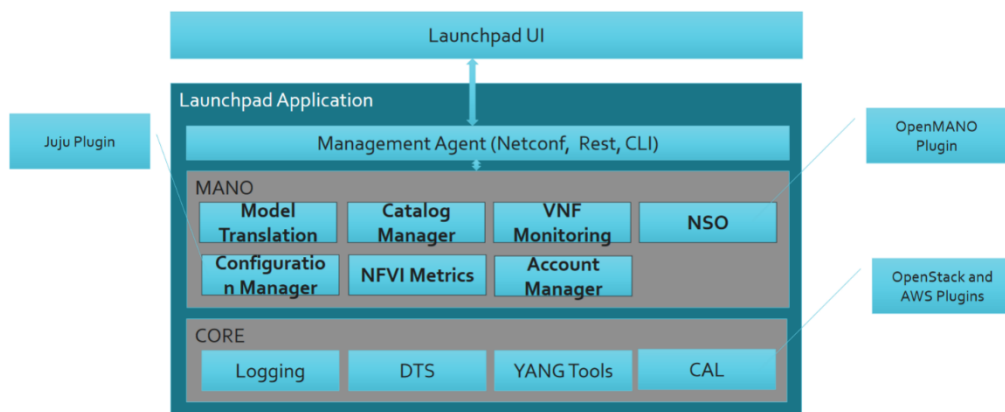 Launchpad UI
Launchpad Application
Juju Plugin
OpenMANO
Plugin
Management Agent (Netconf, Rest, CLI)
MANO
Model
Translation
Catalog
Manager
VNF
Monitoring
NSO
Configuratio
n Manager
NFVI Metrics
Account
Manager
OpenStack and
AWS Plugins
CORE
Logging
DTS
YANG Tools
CAL